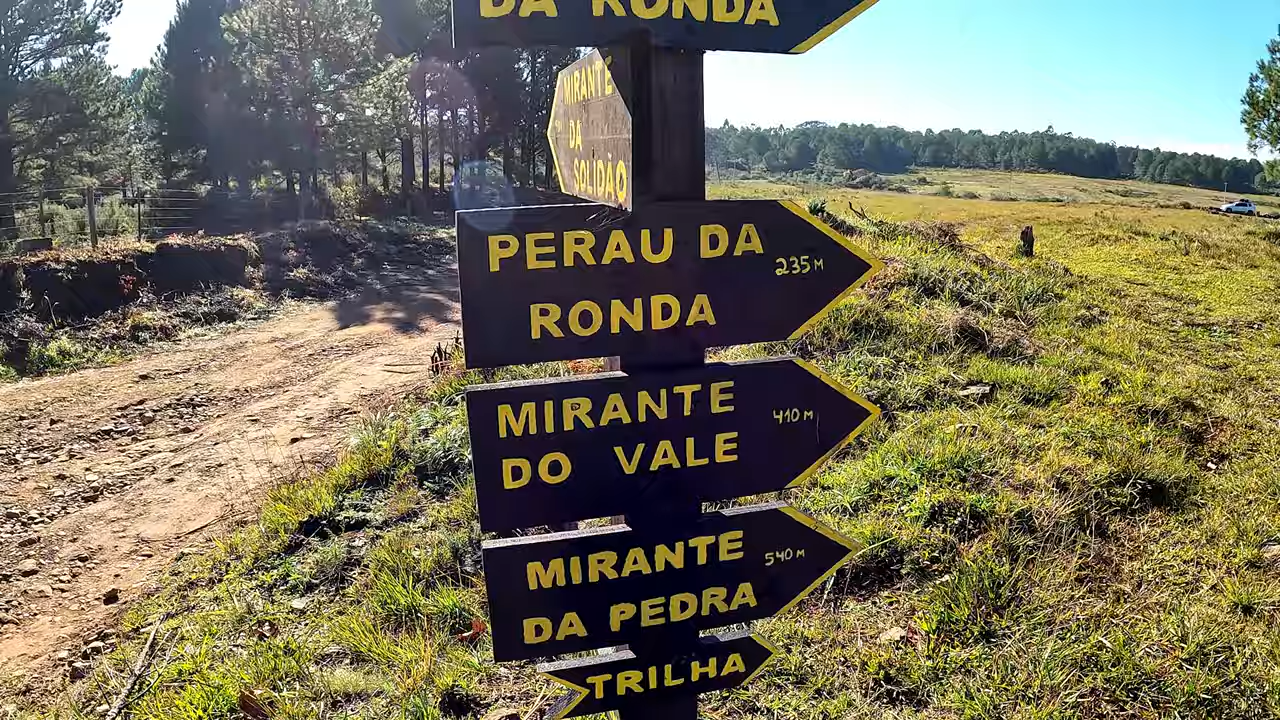 DA RONDA
MIRANTE
DA
SOLIDÃO
PERAU DA
235 M
RONDA
MIRANTE
410 M
DO VALE
MIRANTE
540 M
DA PEDRA
TRILHA